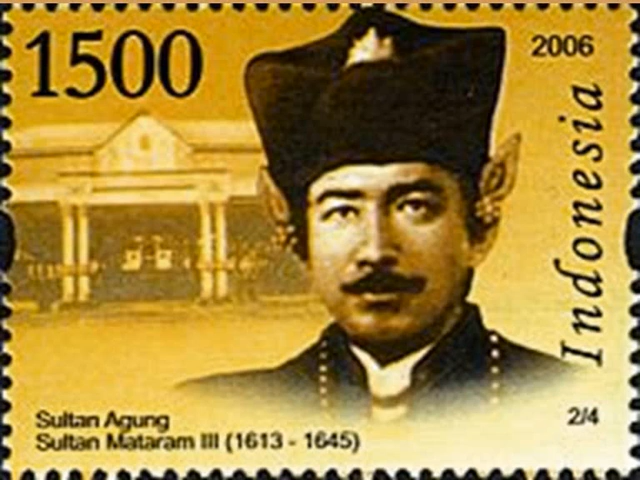 1500
2006
Indonesia
Sultan Agung
Sultan Mataram III (1613 - 1645)
2/4